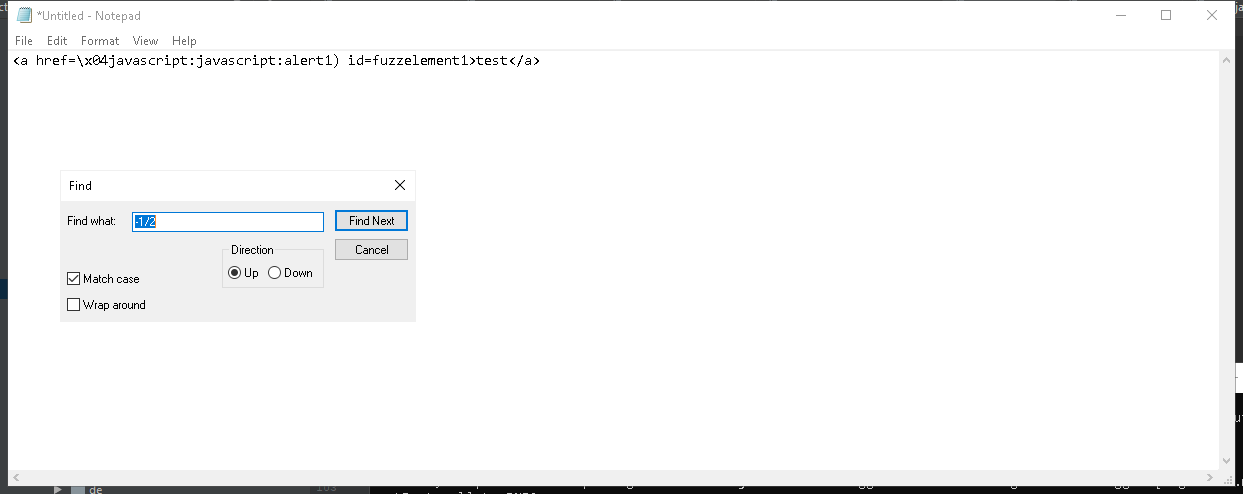 *Untitled - Notepad
File Edit Format View Help
<a href=\x04javascript:javascript:alert1) id=fuzzelement1>test</a>
Find
Find what: -1/2 Find Next
Direction Cancel
Up Down
Match case
Wrap around
de